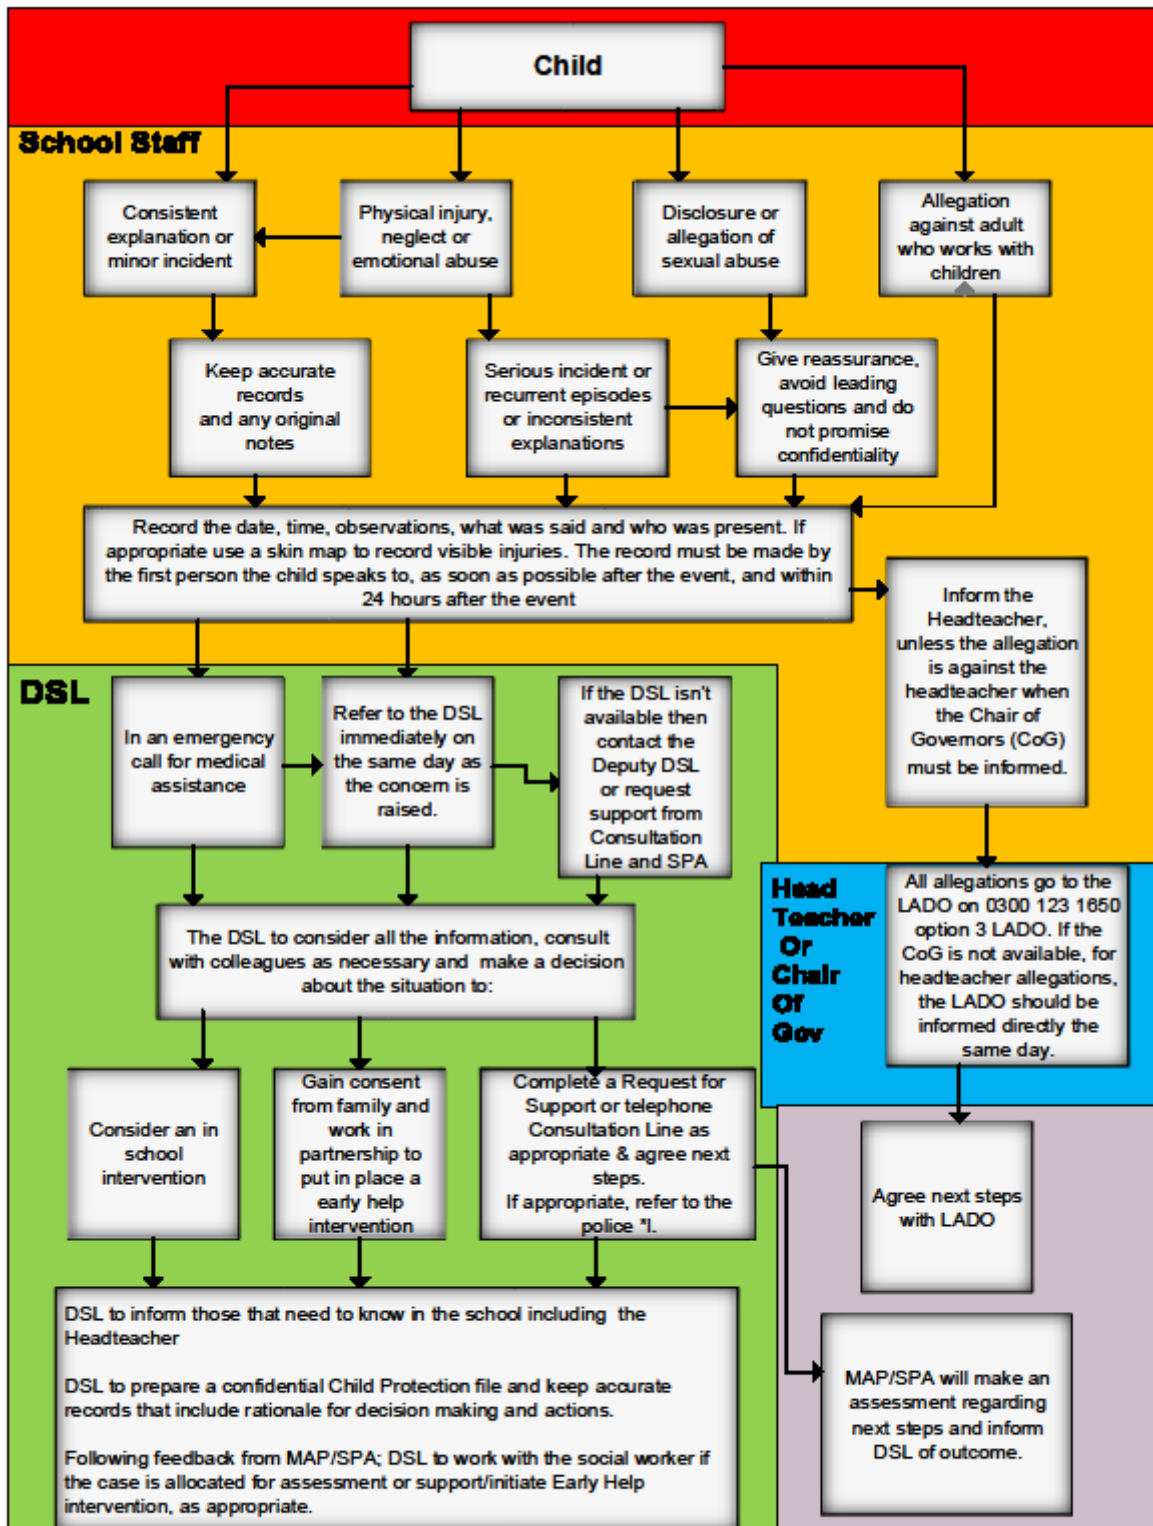 Child
School Staff
Consistent
explanation or
minor incident
Physical injury,
neglect or
emotional abuse
Disclosure or
allegation of
sexual abuse
Allegation
against adult
who works with
children
Keep accurate
records
and any original
notes
Serious incident or
recurrent episodes
or inconsistent
explanations
Give reassurance,
avoid leading
questions and do
not promise
confidentiality
Record the date, time, observations, what was said and who was present. If
appropriate use a skin map to record visible injuries. The record must be made by
the first person the child speaks to, as soon as possible after the event, and within
24 hours after the event
Inform the
Headteacher,
unless the allegation
is against the
headteacher when
the Chair of
Governors (CoG)
must be informed.
DSL
In an emergency
call for medical
assistance
Refer to the DSL
immediately on
the same day as
the concern is
raised.
If the DSL isn't
available then
contact the
Deputy DSL
or request
support from
Consultation
Line and SPA
Head
Teacher
Or
Chair
Of
Gov
All allegations go to the
LADO on 0300 123 1650
option 3 LADO. If the
CoG is not available, for
headteacher allegations,
the LADO should be
informed directly the
same day.
The DSL to consider all the information, consult
with colleagues as necessary and make a decision
about the situation to:
Consider an in
school
intervention
Gain consent
from family and
work in
partnership to
put in place a
early help
intervention
Complete a Request for
Support or telephone
Consultation Line as
appropriate & agree next
steps.
If appropriate, refer to the
police *l.
Agree next steps
with LADO
DSL to inform those that need to know in the school including the
Headteacher
DSL to prepare a confidential Child Protection file and keep accurate
records that include rationale for decision making and actions.
Following feedback from MAP/SPA; DSL to work with the social worker if
the case is allocated for assessment or support/initiate Early Help
intervention, as appropriate.
MAP/SPA will make an
assessment regarding
next steps and inform
DSL of outcome.